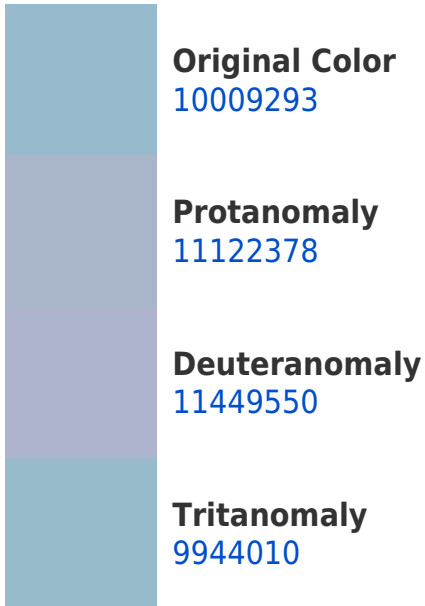 Original Color
10009293
Protanomaly
11122378
Deuteranomaly
11449550
Tritanomaly
9944010